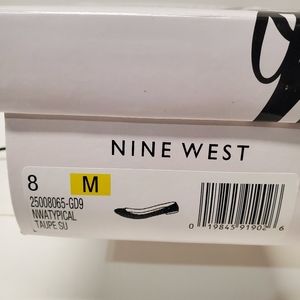 NINE WEST
8 M
25008065-GD9
NWATYPICAL
TAUPE SU
0 19845 91902 6